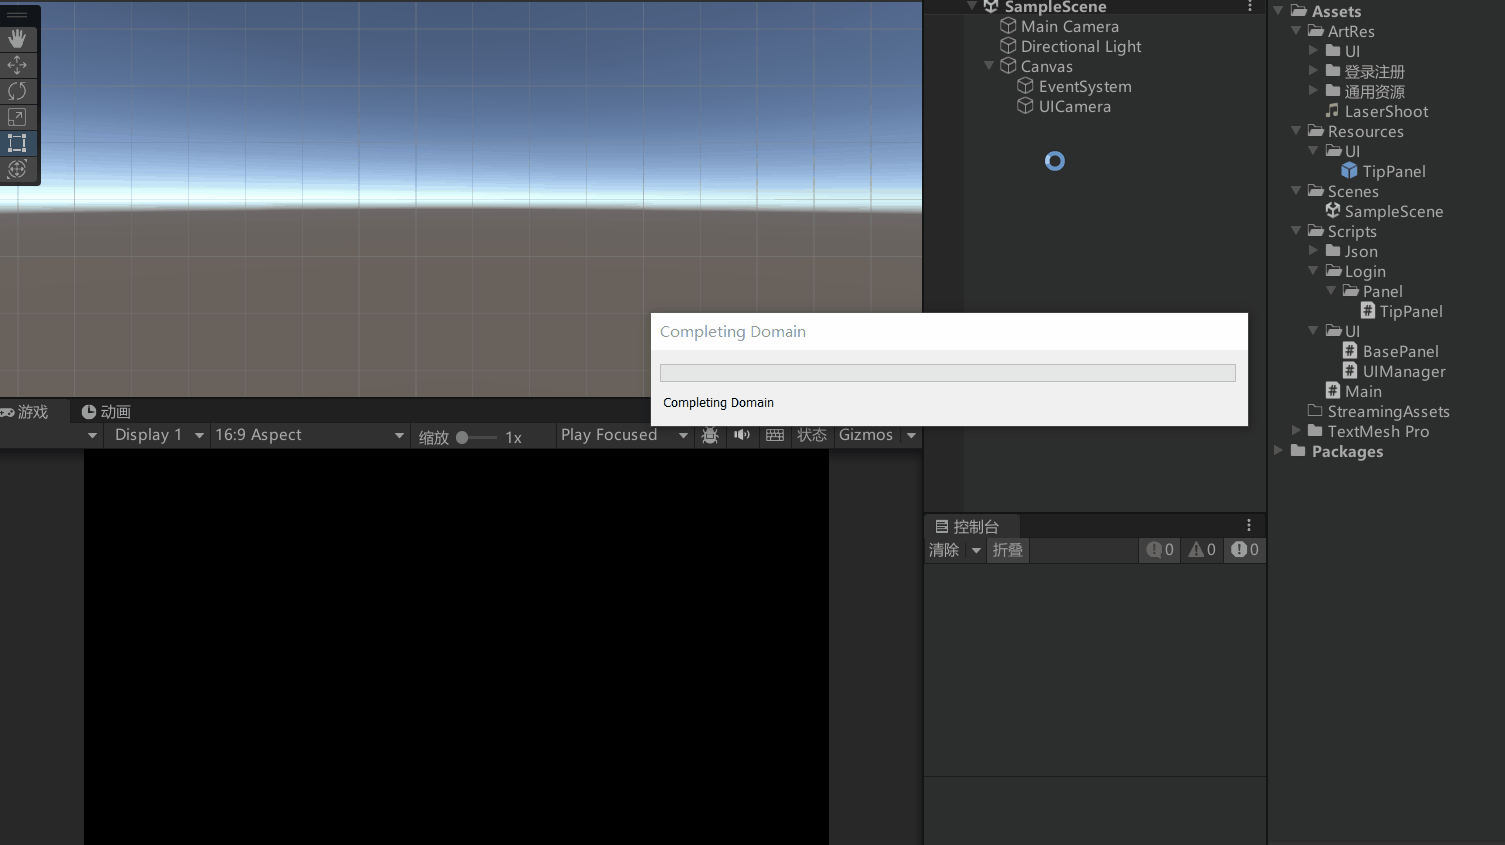 SampleScene
Main Camera
Directional Light
Canvas
EventSystem
UICamera
Assets
ArtRes
UI
登录注册
通用资源
LaserShoot
Resources
UI
TipPanel
Scenes
SampleScene
Scripts
Json
Login
Panel
TipPanel
UI
BasePanel
UIManager
Main
StreamingAssets
TextMesh Pro
Packages
Completing Domain
Completing Domain
游戏 动画
Display 1 16:9 Aspect 缩放 1x Play Focused 状态 Gizmos
控制台
清除 折叠 0 0 0